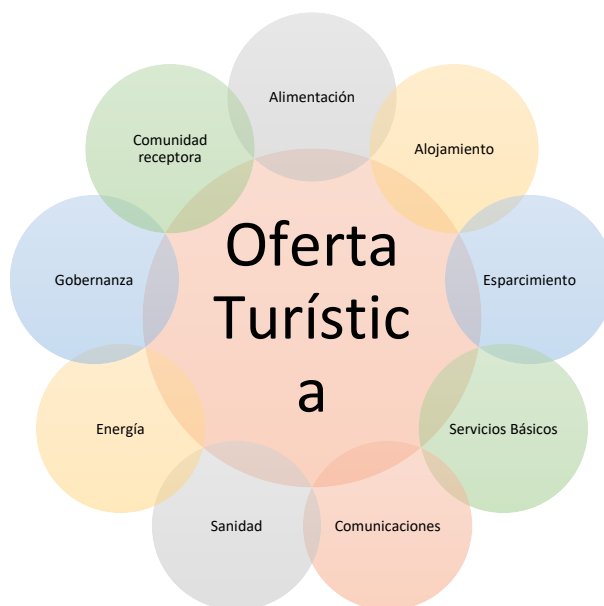 Alimentación
Alojamiento
Esparcimiento
Servicios Básicos
Comunicaciones
Sanidad
Energía
Gobernanza
Comunidad
receptora
Oferta
Turístic
a